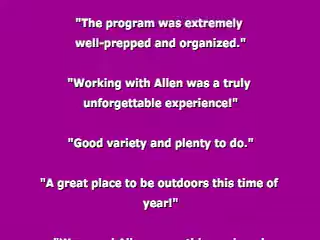 "The program was extremely
well-prepped and organized."
"Working with Allen was a truly
unforgettable experience!"
"Good variety and plenty to do."
"A great place to be outdoors this time of
year!"